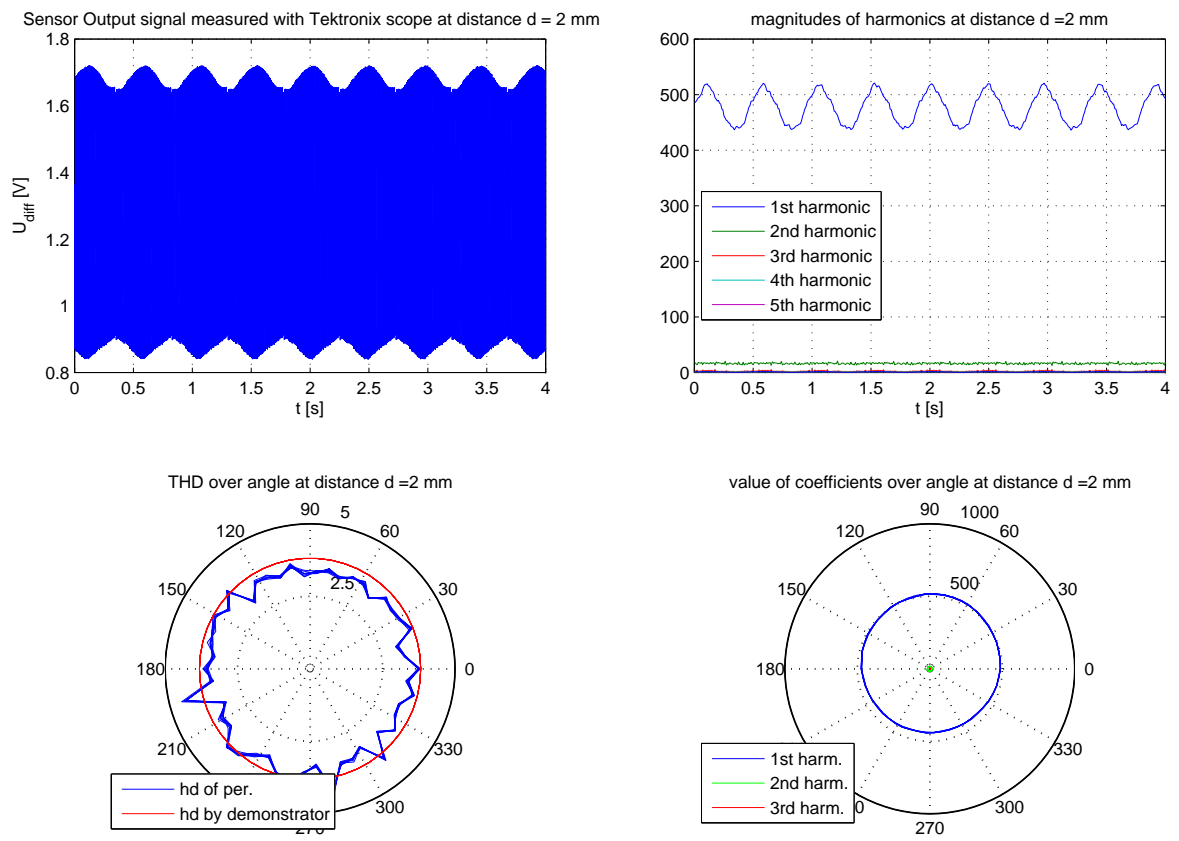 Sensor Output signal measured with Tektronix scope at distance d = 2 mm
1.8
1.6
1.4
1.2
1
0.8
U_diff [V]
0 0.5 1 1.5 2 2.5 3 3.5 4
t [s]
magnitudes of harmonics at distance d =2 mm
600
500
400
300
200
100
0
1st harmonic
2nd harmonic
3rd harmonic
4th harmonic
5th harmonic
0 0.5 1 1.5 2 2.5 3 3.5 4
t [s]
THD over angle at distance d =2 mm
90 5
120 60
2.5
150 30
180 0
210 330
300
270
hd of per.
hd by demonstrator
value of coefficients over angle at distance d =2 mm
90 1000
120 60
500
150 30
180 0
330
0 300
270
1st harm.
2nd harm.
3rd harm.